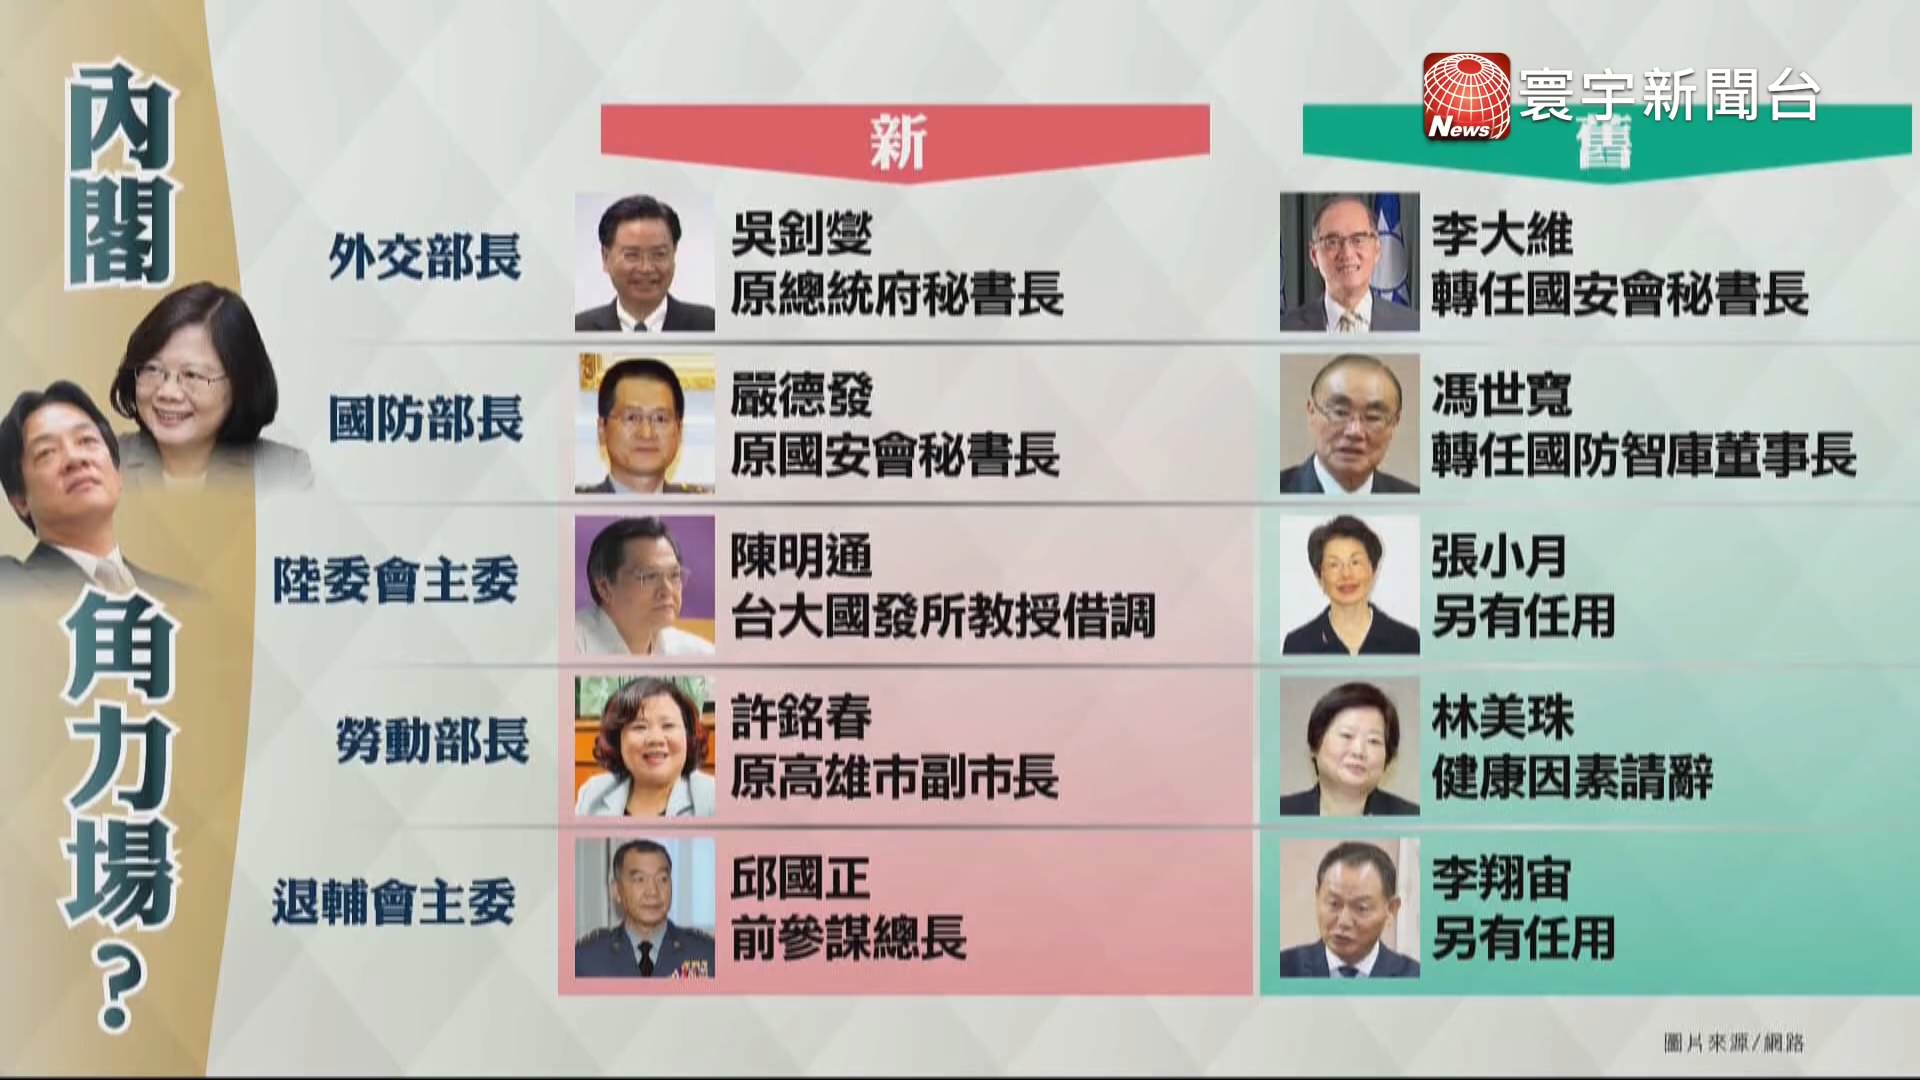 內閣
角力場?
News
寰宇新聞台
新
舊
外交部長
吳釗燮
原總統府秘書長
李大維
轉任國安會秘書長
國防部長
嚴德發
原國安會秘書長
馮世寬
轉任國防智庫董事長
陸委會主委
陳明通
台大國發所教授借調
張小月
另有任用
勞動部長
許銘春
原高雄市副市長
林美珠
健康因素請辭
退輔會主委
邱國正
前參謀總長
李翔宙
另有任用
圖片來源/網路